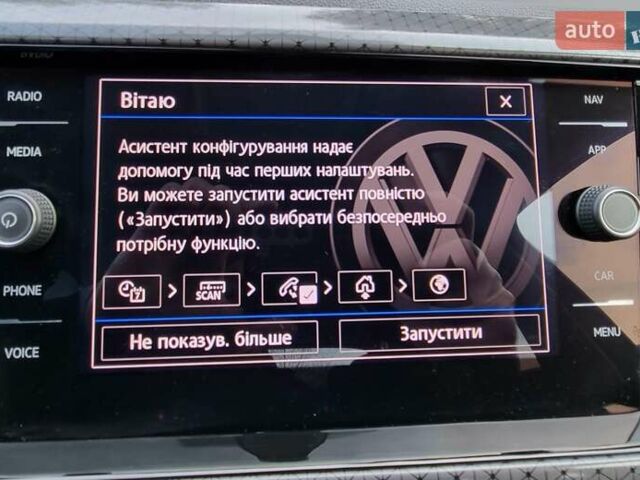 auto
RADIO
MEDIA
PHONE
VOICE
Вітаю
X
Асистент конфігурування надає
допомогу під час перших налаштувань.
Ви можете запустити асистент повністю
(«Запустити») або вибрати безпосередньо
потрібну функцію.
7
SCAN
Не показув. більше
Запустити
NAV
APP
CAR
MENU